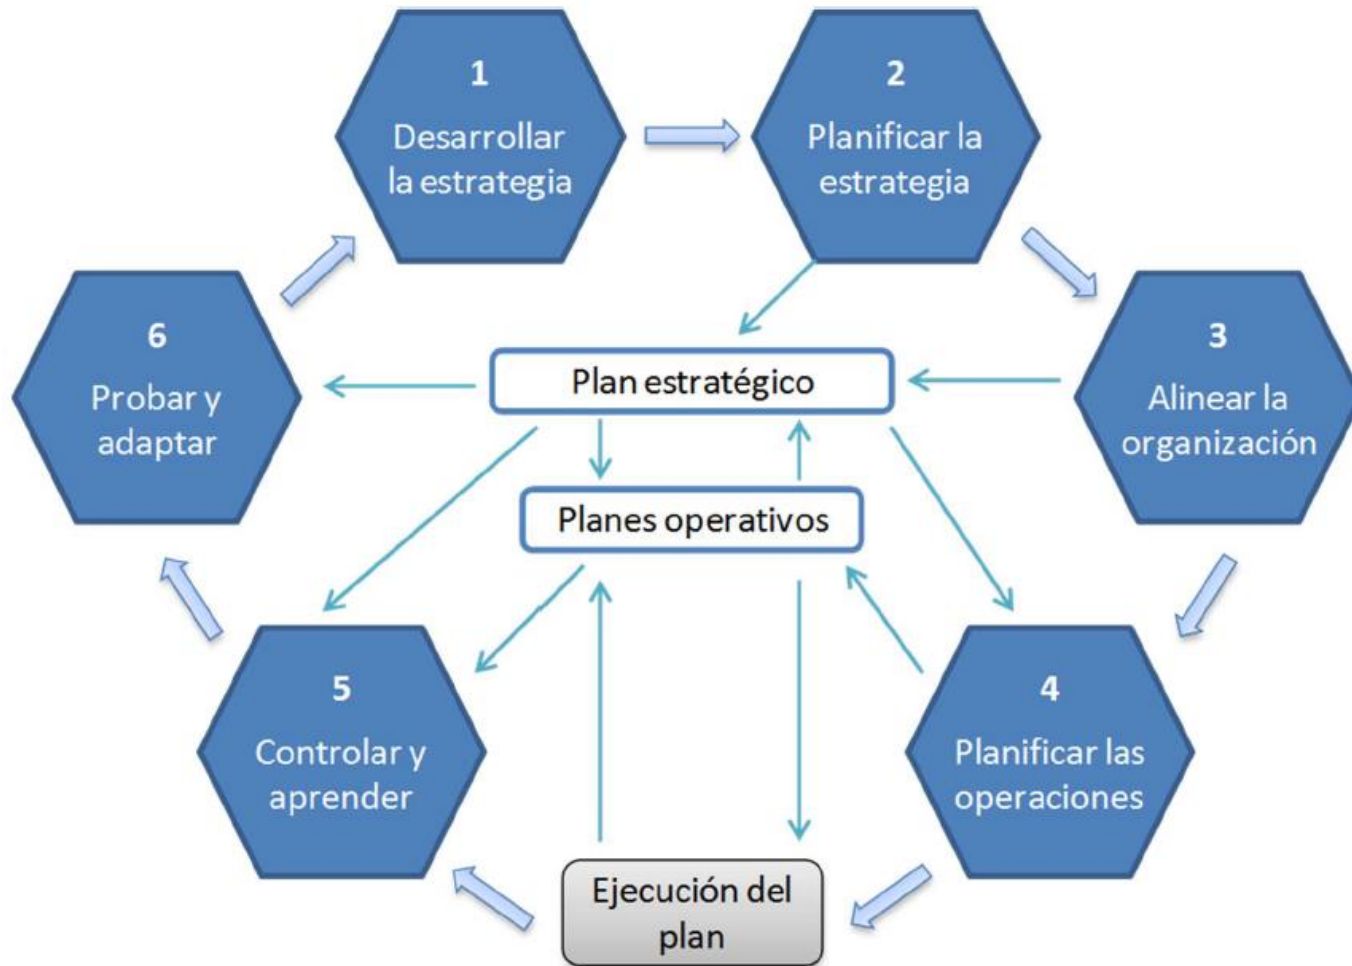 1
Desarrollar
la estrategia
2
Planificar la
estrategia
3
Alinear la
organización
4
Planificar las
operaciones
Ejecución del
plan
5
Controlar y
aprender
6
Probar y
adaptar
Plan estratégico
Planes operativos